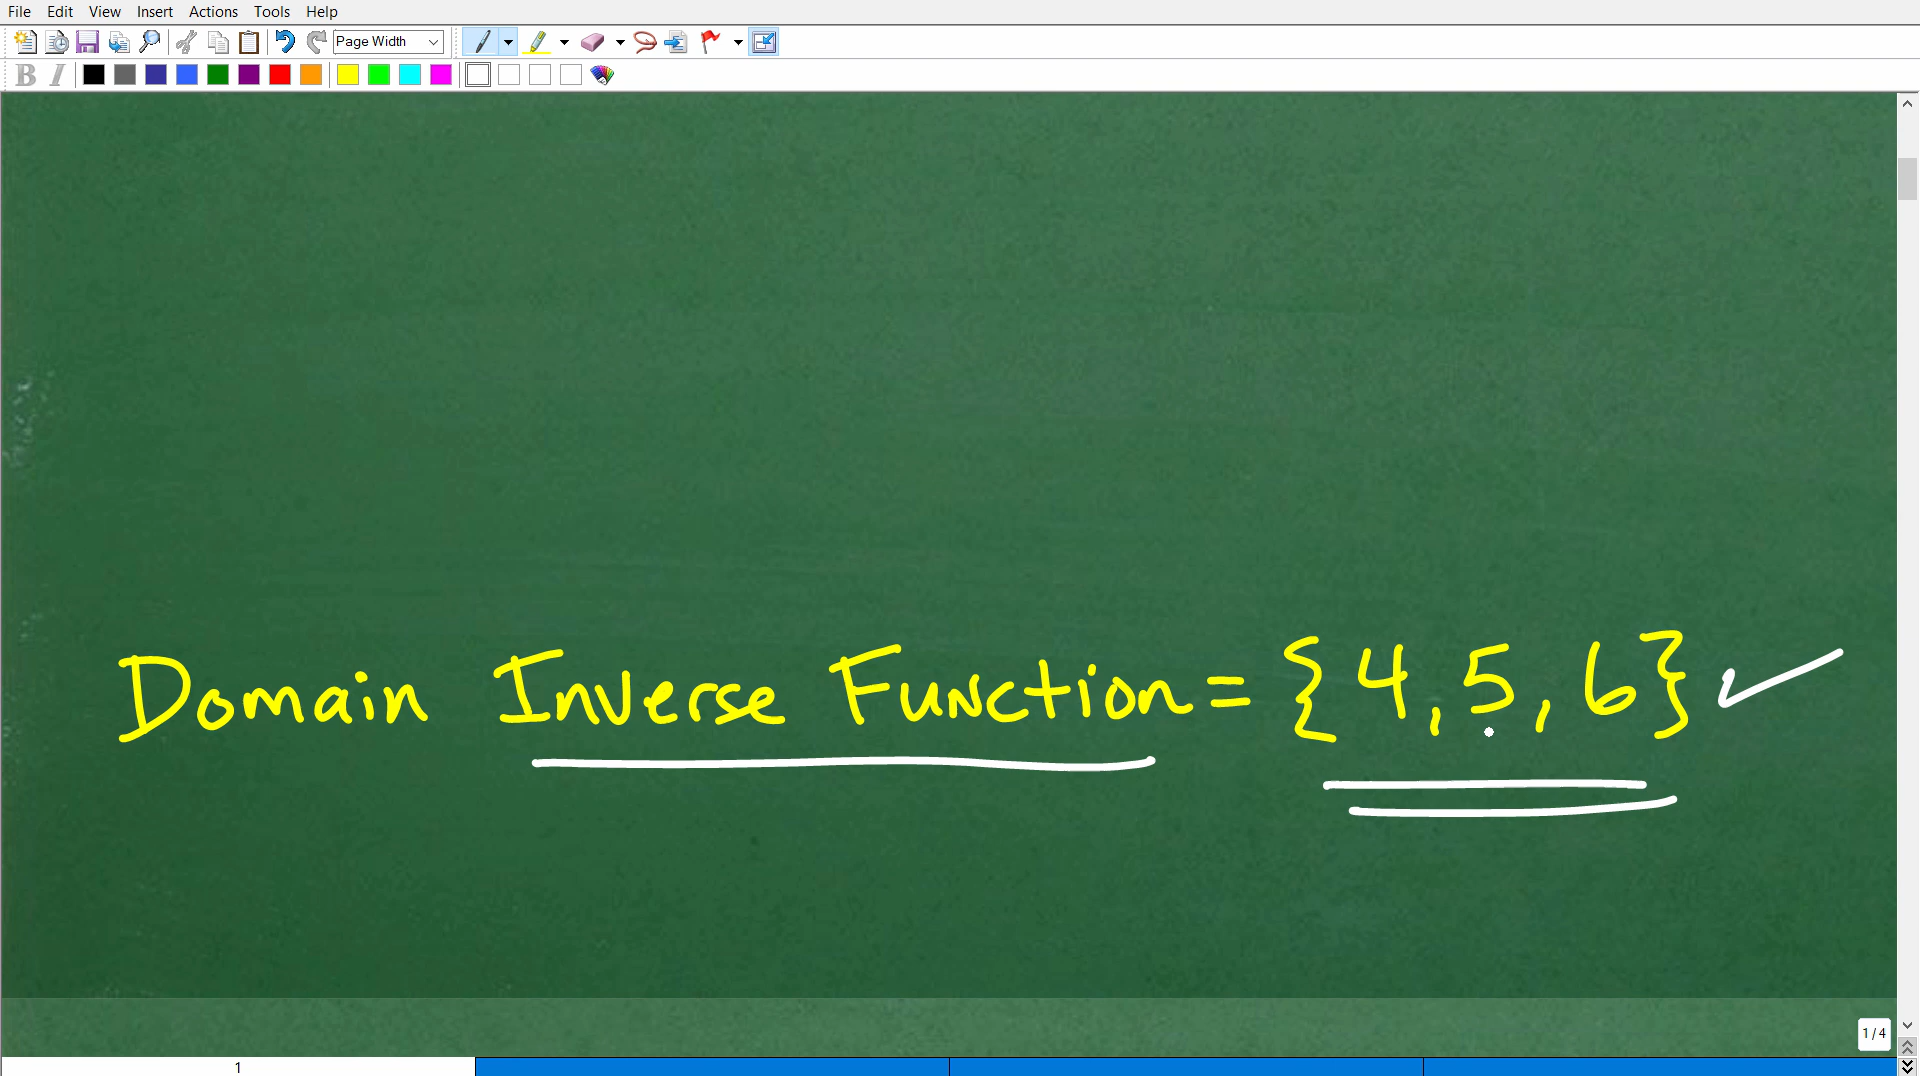 File Edit View Insert Actions Tools Help
Page Width
B I
Domain Inverse Function = {4, 5, 6}
1 / 4
1